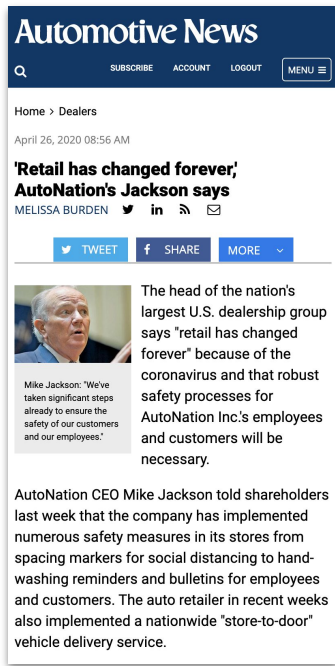 Automotive News
SUBSCRIBE ACCOUNT LOGOUT MENU
Home > Dealers
April 26, 2020 08:56 AM
'Retail has changed forever,'
AutoNation's Jackson says
MELISSA BURDEN
TWEET SHARE MORE
The head of the nation's
largest U.S. dealership group
says "retail has changed
forever" because of the
coronavirus and that robust
safety processes for
AutoNation Inc.'s employees
and customers will be
necessary.
Mike Jackson: "We've
taken significant steps
already to ensure the
safety of our customers
and our employees."
AutoNation CEO Mike Jackson told shareholders
last week that the company has implemented
numerous safety measures in its stores from
spacing markers for social distancing to hand-
washing reminders and bulletins for employees
and customers. The auto retailer in recent weeks
also implemented a nationwide "store-to-door"
vehicle delivery service.